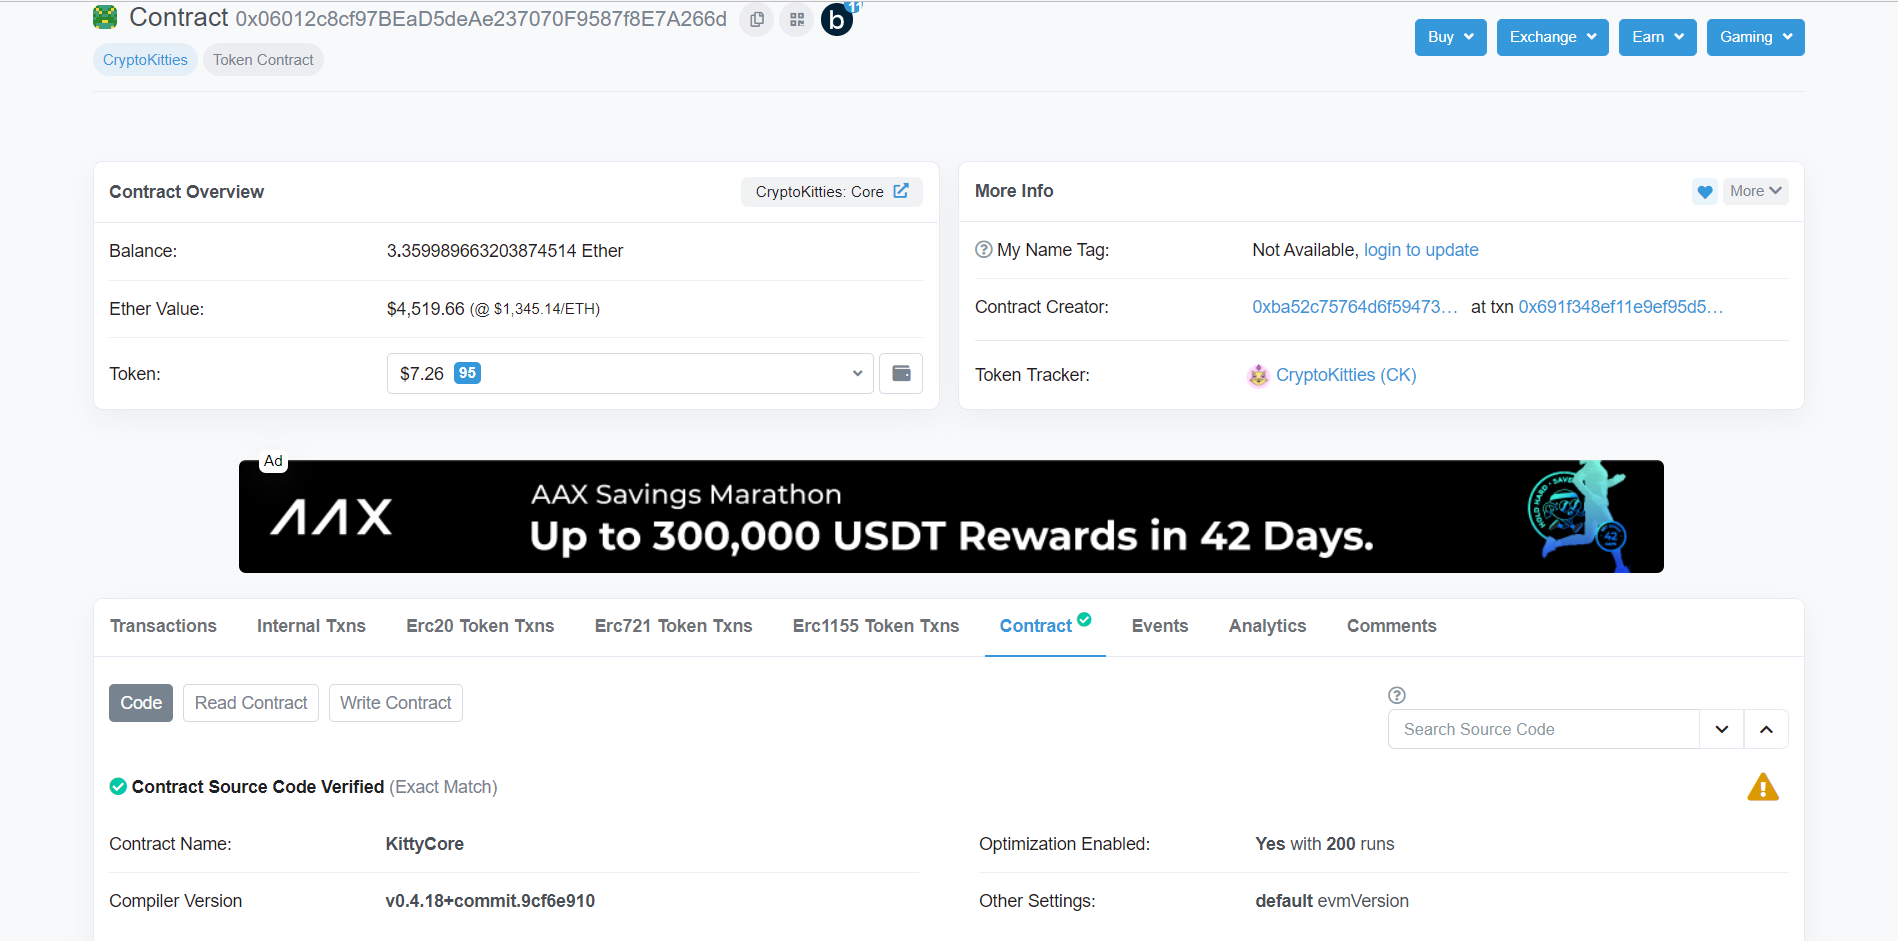 Contract 0x06012c8cf97BEaD5deAe237070F9587f8E7A266d b 11
CryptoKitties Token Contract
Buy Exchange Earn Gaming
Contract Overview CryptoKitties: Core
Balance: 3.359989663203874514 Ether
Ether Value: $4,519.66 (@ $1,345.14/ETH)
Token: $7.26 95
More Info More
My Name Tag: Not Available, login to update
Contract Creator: 0xba52c75764d6f59473... at txn 0x691f348ef11e9ef95d5...
Token Tracker: CryptoKitties (CK)
Ad
AAX
AAX Savings Marathon
Up to 300,000 USDT Rewards in 42 Days.
HOLD HARD • SAVE
42
Transactions Internal Txns Erc20 Token Txns Erc721 Token Txns Erc1155 Token Txns Contract Events Analytics Comments
Code Read Contract Write Contract
Search Source Code
Contract Source Code Verified (Exact Match)
Contract Name: KittyCore
Optimization Enabled: Yes with 200 runs
Compiler Version v0.4.18+commit.9cf6e910
Other Settings: default evmVersion